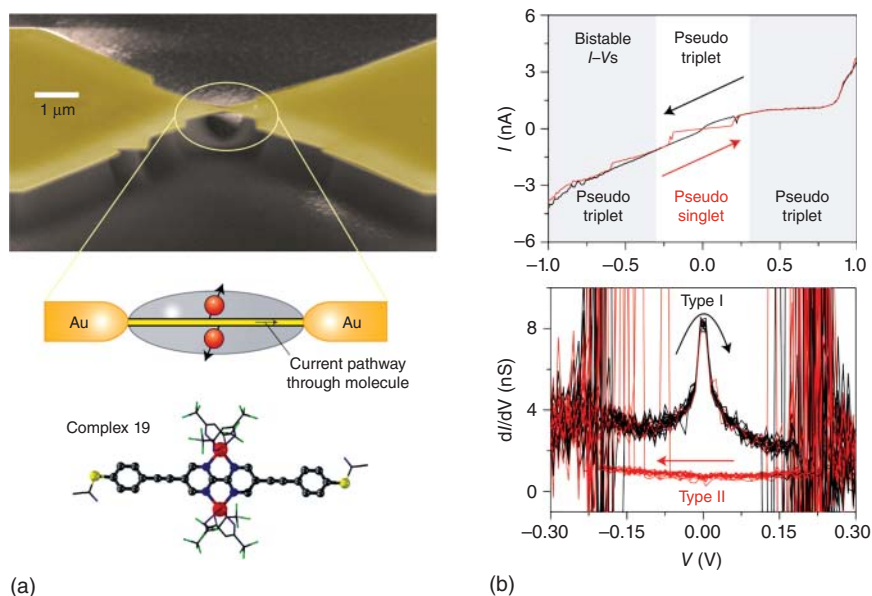 1 μm
Au
Au
Current pathway
through molecule
Complex 19
(a)
Bistable
I–Vs
Pseudo
triplet
Pseudo
triplet
Pseudo
singlet
Pseudo
triplet
I (nA)
6
3
0
−3
−6
−1.0
−0.5
0.0
0.5
1.0
Type I
Type II
dI/dV (nS)
8
4
0
−0.30
−0.15
0.00
0.15
0.30
V (V)
(b)